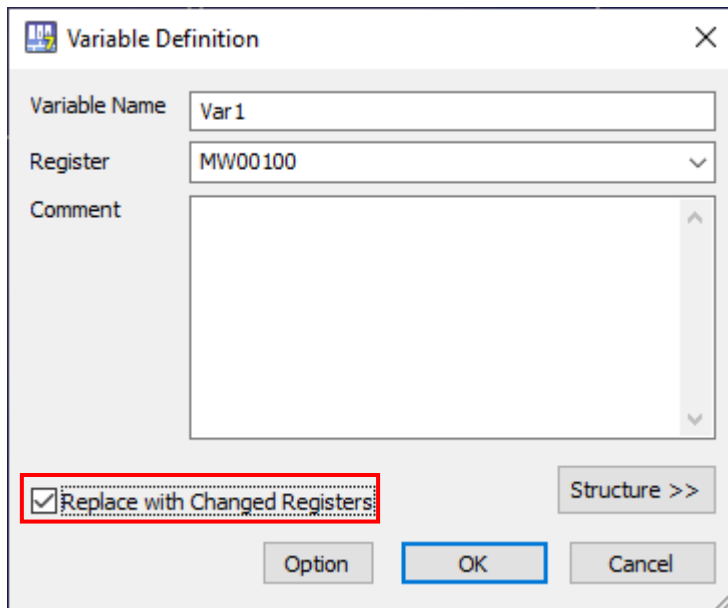 Variable Definition
Variable Name Var1
Register MW00100
Comment
Replace with Changed Registers Structure >>
Option OK Cancel